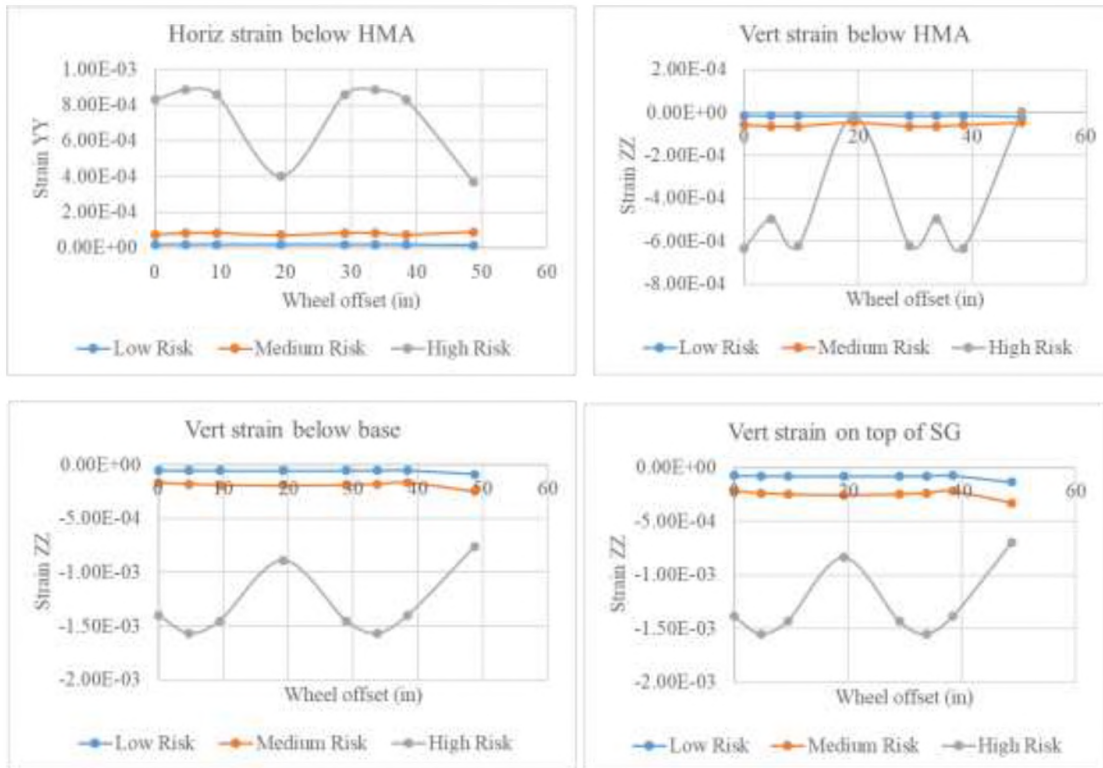 Horiz strain below HMA
1.00E-03
8.00E-04
6.00E-04
4.00E-04
2.00E-04
0.00E+00
Strain YY
0 10 20 30 40 50 60
Wheel offset (in)
Low Risk Medium Risk High Risk
Vert strain below HMA
2.00E-04
0.00E+00
-2.00E-04
-4.00E-04
-6.00E-04
-8.00E-04
Strain ZZ
0 20 40 60
Wheel offset (in)
Low Risk Medium Risk High Risk
Vert strain below base
0.00E+00
-5.00E-04
-1.00E-03
-1.50E-03
-2.00E-03
Strain ZZ
0 10 20 30 40 50 60
Wheel offset (in)
Low Risk Medium Risk High Risk
Vert strain on top of SG
0.00E+00
-5.00E-04
-1.00E-03
-1.50E-03
-2.00E-03
Strain ZZ
0 20 40 60
Wheel offset (in)
Low Risk Medium Risk High Risk